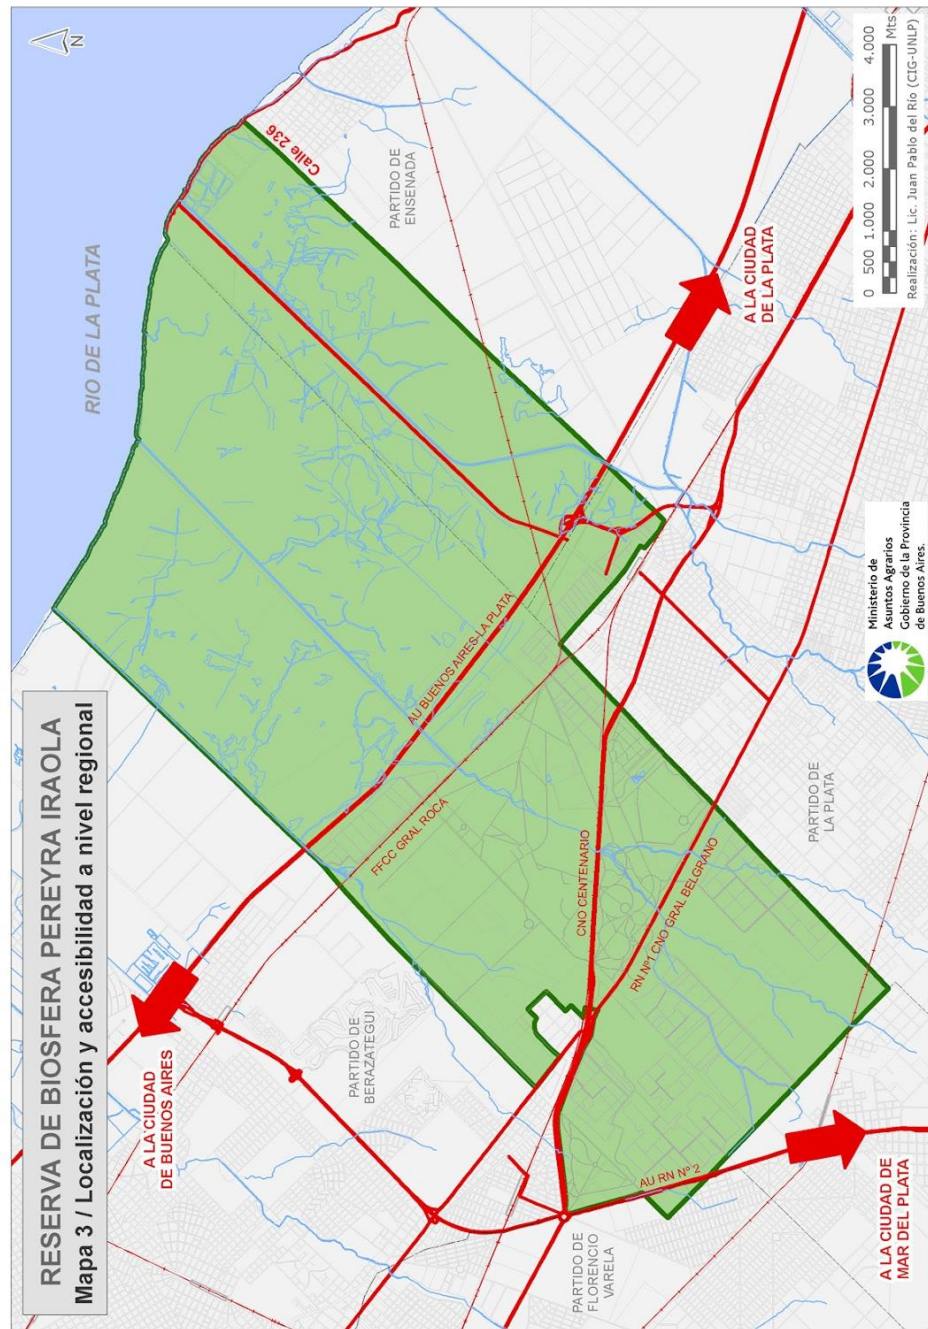 RESERVA DE BIOSFERA PEREYRA IRAOLA
Mapa 3 / Localización y accesibilidad a nivel regional
N
RIO DE LA PLATA
Calle 236
PARTIDO DE
ENSENADA
A LA CIUDAD
DE BUENOS AIRES
AU BUENOS AIRES-LA PLATA
FFCC GRAL ROCA
A LA CIUDAD
DE LA PLATA
PARTIDO DE
BERAZATEGUI
CNO CENTENARIO
RN Nº1 CNO GRAL BELGRANO
PARTIDO DE
FLORENCIO
VARELA
AU RN Nº 2
PARTIDO DE
LA PLATA
A LA CIUDAD DE
MAR DEL PLATA
Ministerio de
Asuntos Agrarios
Gobierno de la Provincia
de Buenos Aires.
0 500 1.000 2.000 3.000 4.000
Mts
Realización: Lic. Juan Pablo del Río (CIG-UNLP)